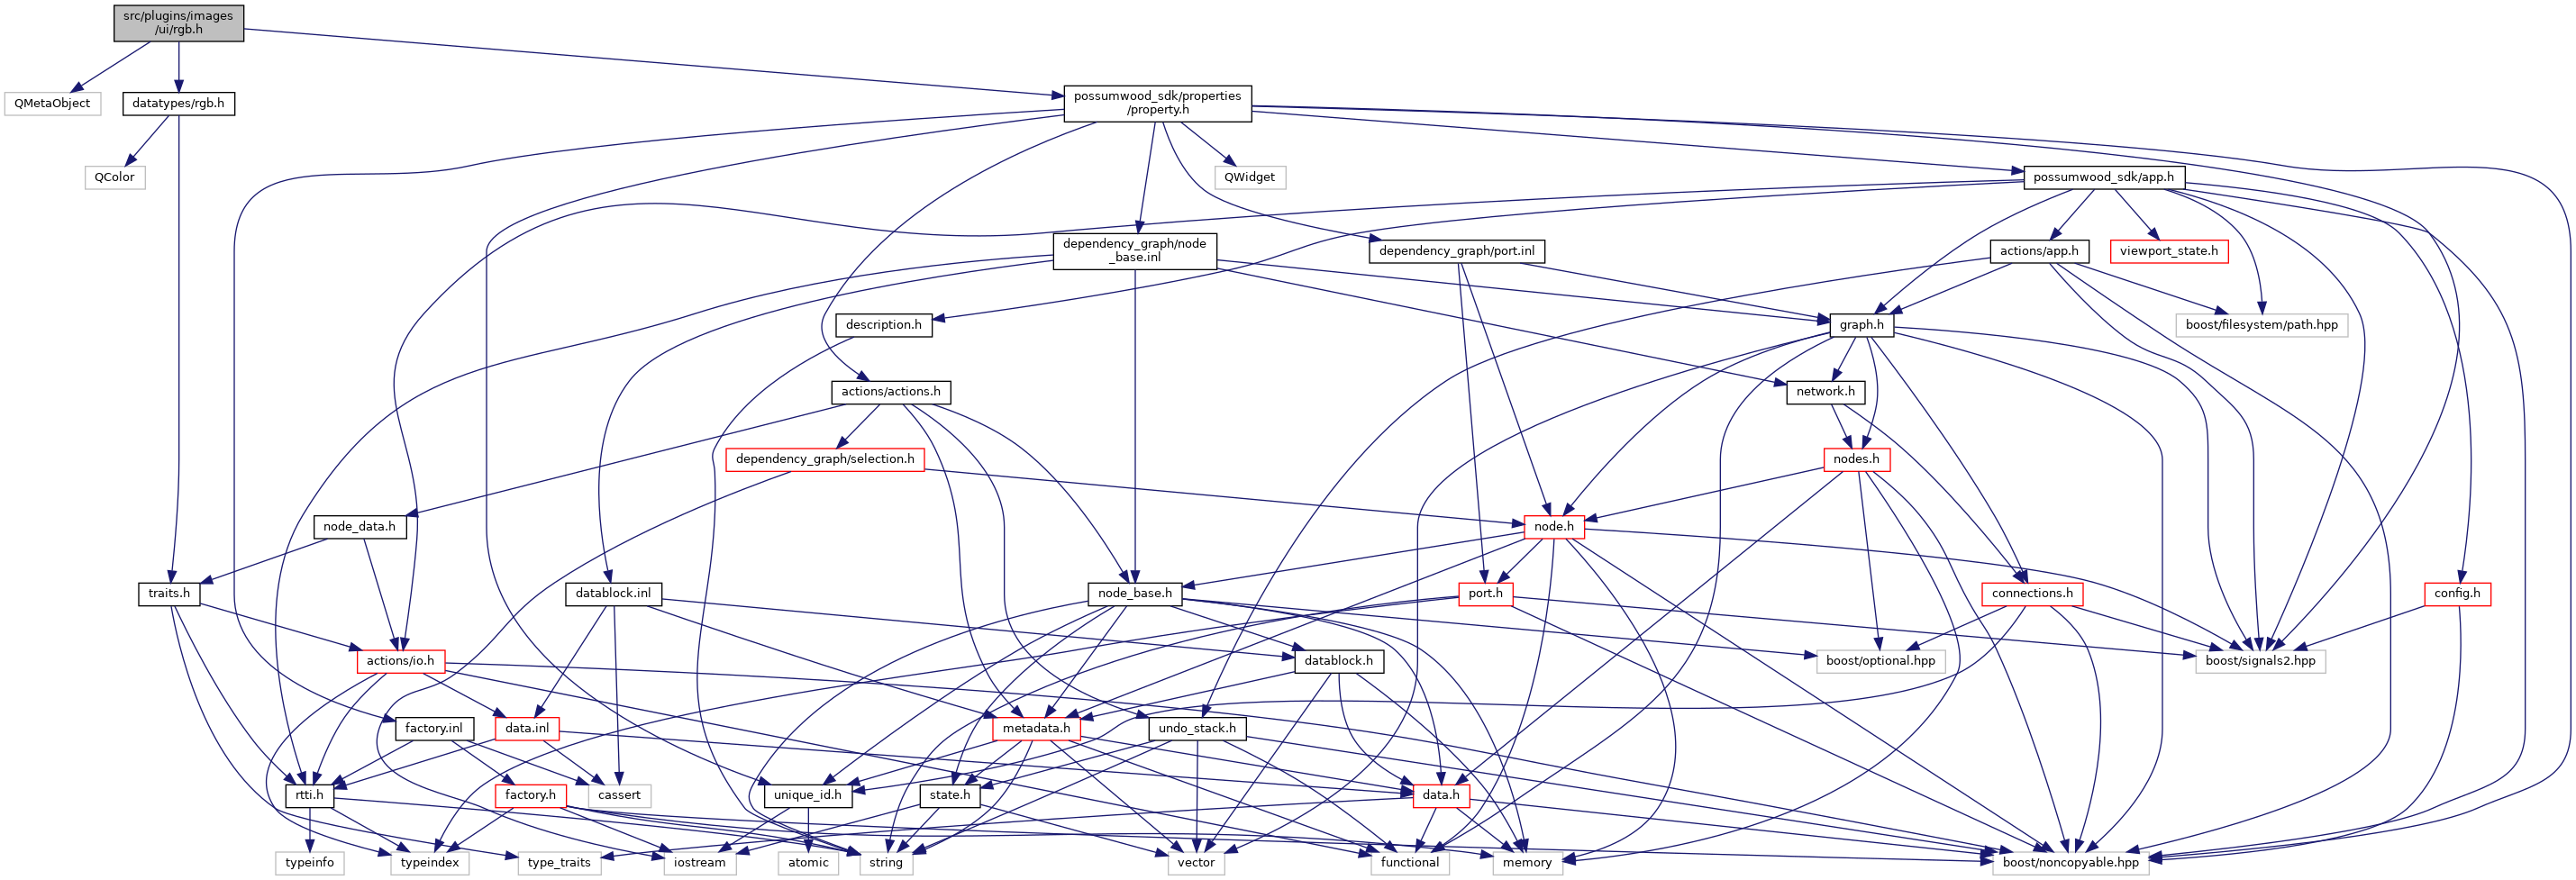 src/plugins/images
/ui/rgb.h
QMetaObject
datatypes/rgb.h
possumwood_sdk/properties
/property.h
QColor
QWidget
possumwood_sdk/app.h
dependency_graph/node
_base.inl
dependency_graph/port.inl
actions/app.h
viewport_state.h
description.h
graph.h
boost/filesystem/path.hpp
actions/actions.h
network.h
dependency_graph/selection.h
nodes.h
node_data.h
node.h
traits.h
datablock.inl
node_base.h
port.h
connections.h
config.h
actions/io.h
datablock.h
boost/optional.hpp
boost/signals2.hpp
factory.inl
data.inl
metadata.h
undo_stack.h
rtti.h
factory.h
cassert
unique_id.h
state.h
data.h
typeinfo
typeindex
type_traits
iostream
atomic
string
vector
functional
memory
boost/noncopyable.hpp